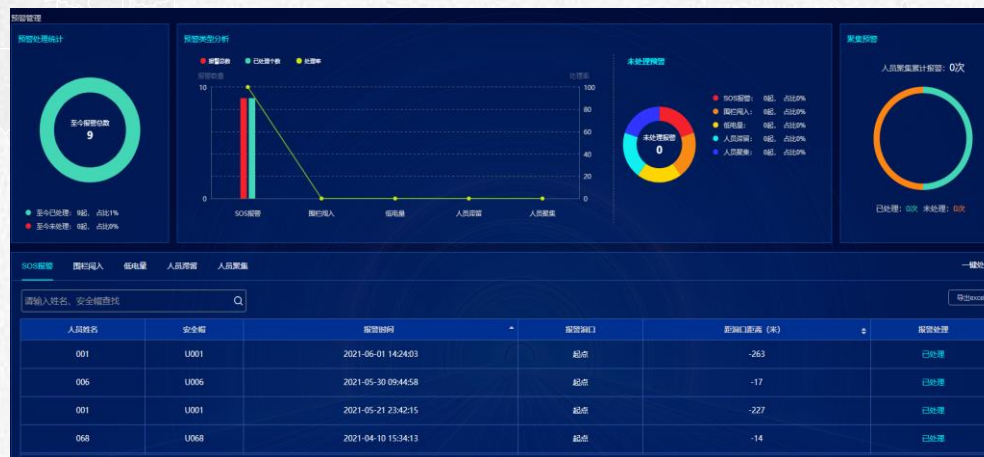 预警管理
预警处理统计
至今报警总数
9
至今已处理: 9起, 占比1%
至今未处理: 0起, 占比0%
预警类型分析
报警总数 已处理个数 处理率
报警数量 处理率
10 100
80
60
40
20
0 0
SOS报警 围栏闯入 低电量 人员滞留 人员聚集
未处理预警
未处理报警
0
SOS报警: 0起, 占比0%
围栏闯入: 0起, 占比0%
低电量: 0起, 占比0%
人员滞留: 0起, 占比0%
人员聚集: 0起, 占比0%
聚集预警
人员聚集累计报警: 0次
已处理: 0次 未处理: 0次
SOS报警 围栏闯入 低电量 人员滞留 人员聚集 一键处
请输入姓名、安全帽查找 导出exce
人员姓名 安全帽 报警时间 报警洞口 距洞口距离 (米) 报警处理
001 U001 2021-06-01 14:24:03 起点 -263 已处理
006 U006 2021-05-30 09:44:58 起点 -17 已处理
001 U001 2021-05-21 23:42:15 起点 -227 已处理
068 U068 2021-04-10 15:34:13 起点 -14 已处理